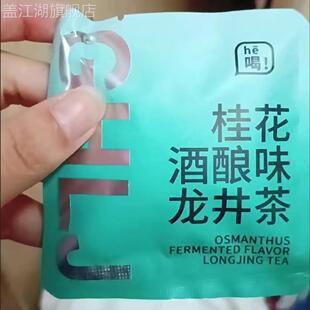 盖江湖旗舰店
hē
喝!
CHALI
桂花
酒酿味
龙井茶
OSMANTHUS
FERMENTED FLAVOR
LONGJING TEA